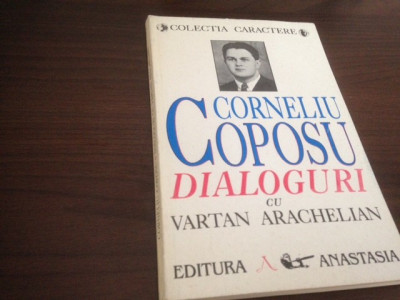 COLECTIA CARACTERE
CORNELIU
COPOSU
DIALOGURI
CU
VARTAN ARACHELIAN
EDITURA ANASTASIA